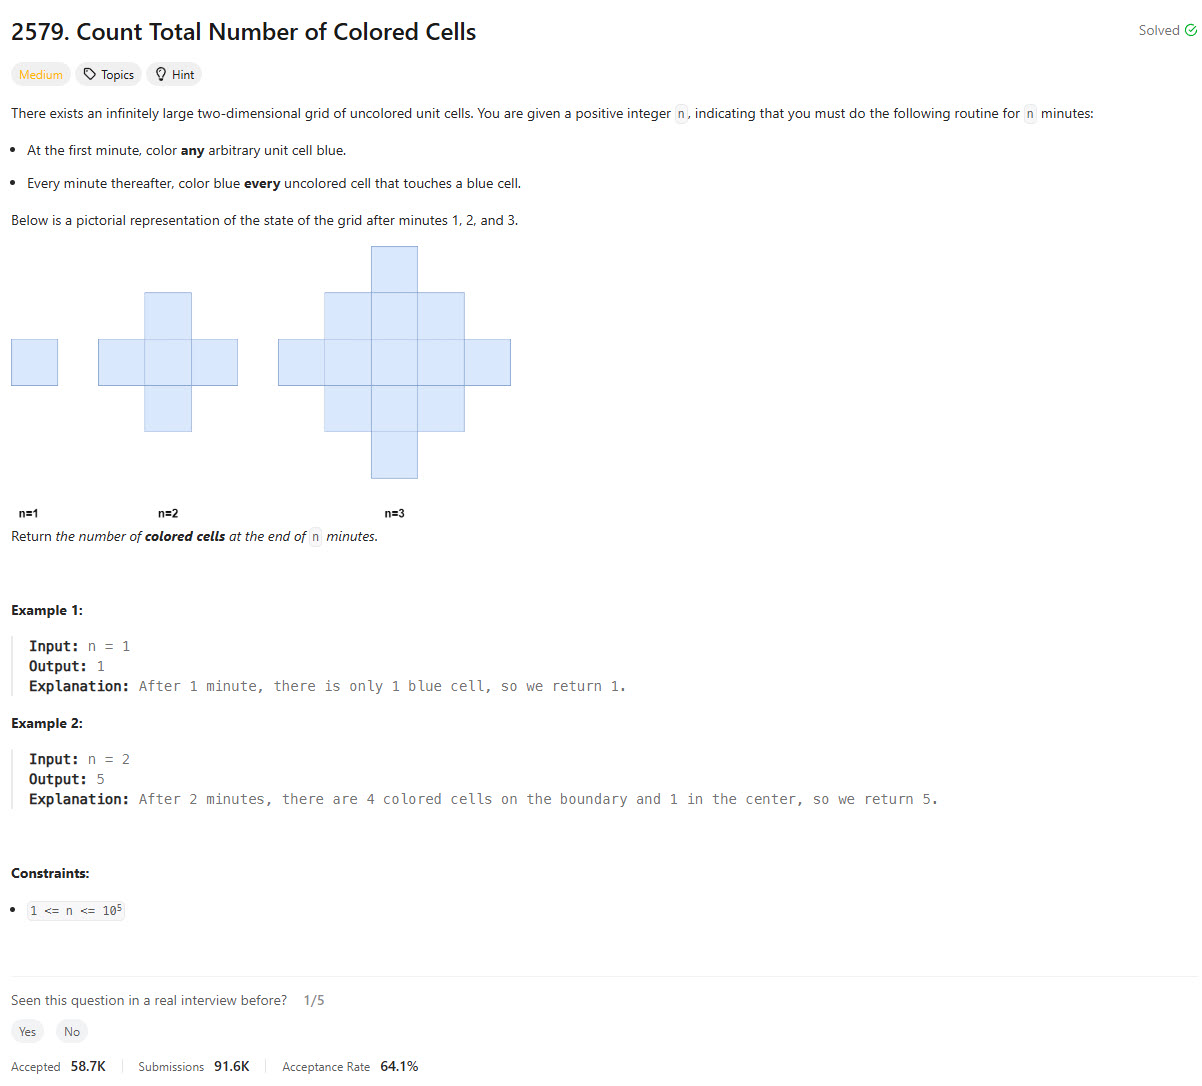 2579. Count Total Number of Colored Cells
Solved
Medium Topics Hint
There exists an infinitely large two-dimensional grid of uncolored unit cells. You are given a positive integer n, indicating that you must do the following routine for n minutes:
• At the first minute, color any arbitrary unit cell blue.
• Every minute thereafter, color blue every uncolored cell that touches a blue cell.
Below is a pictorial representation of the state of the grid after minutes 1, 2, and 3.
n=1 n=2 n=3
Return the number of colored cells at the end of n minutes.
Example 1:
Input: n = 1
Output: 1
Explanation: After 1 minute, there is only 1 blue cell, so we return 1.
Example 2:
Input: n = 2
Output: 5
Explanation: After 2 minutes, there are 4 colored cells on the boundary and 1 in the center, so we return 5.
Constraints:
• 1 <= n <= 10⁵
Seen this question in a real interview before? 1/5
Yes No
Accepted 58.7K Submissions 91.6K Acceptance Rate 64.1%